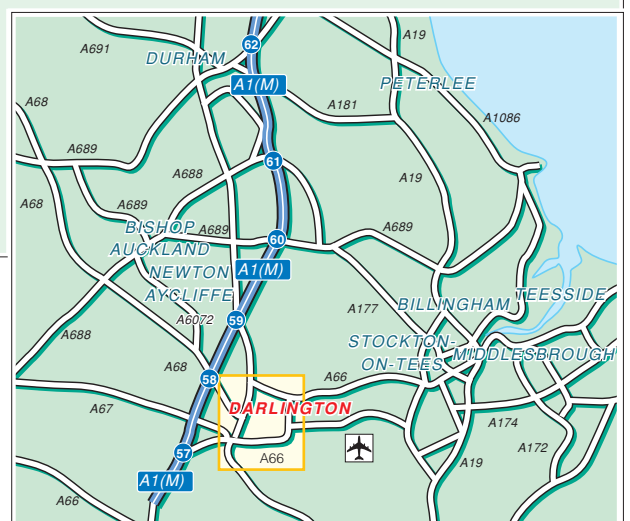 A691
62
A19
DURHAM
A1(M)
PETERLEE
A68
A181
A1086
A689
61
A688
A19
A68
A689
BISHOP
AUCKLAND
A689
60
A689
NEWTON
AYCLIFFE
A1(M)
TEESSIDE
A177
BILLINGHAM
A6072
59
A688
STOCKTON-
ON-TEES
MIDDLESBROUGH
A68
58
A66
A67
DARLINGTON
A174
57
A66
A172
A19
A1(M)
A66